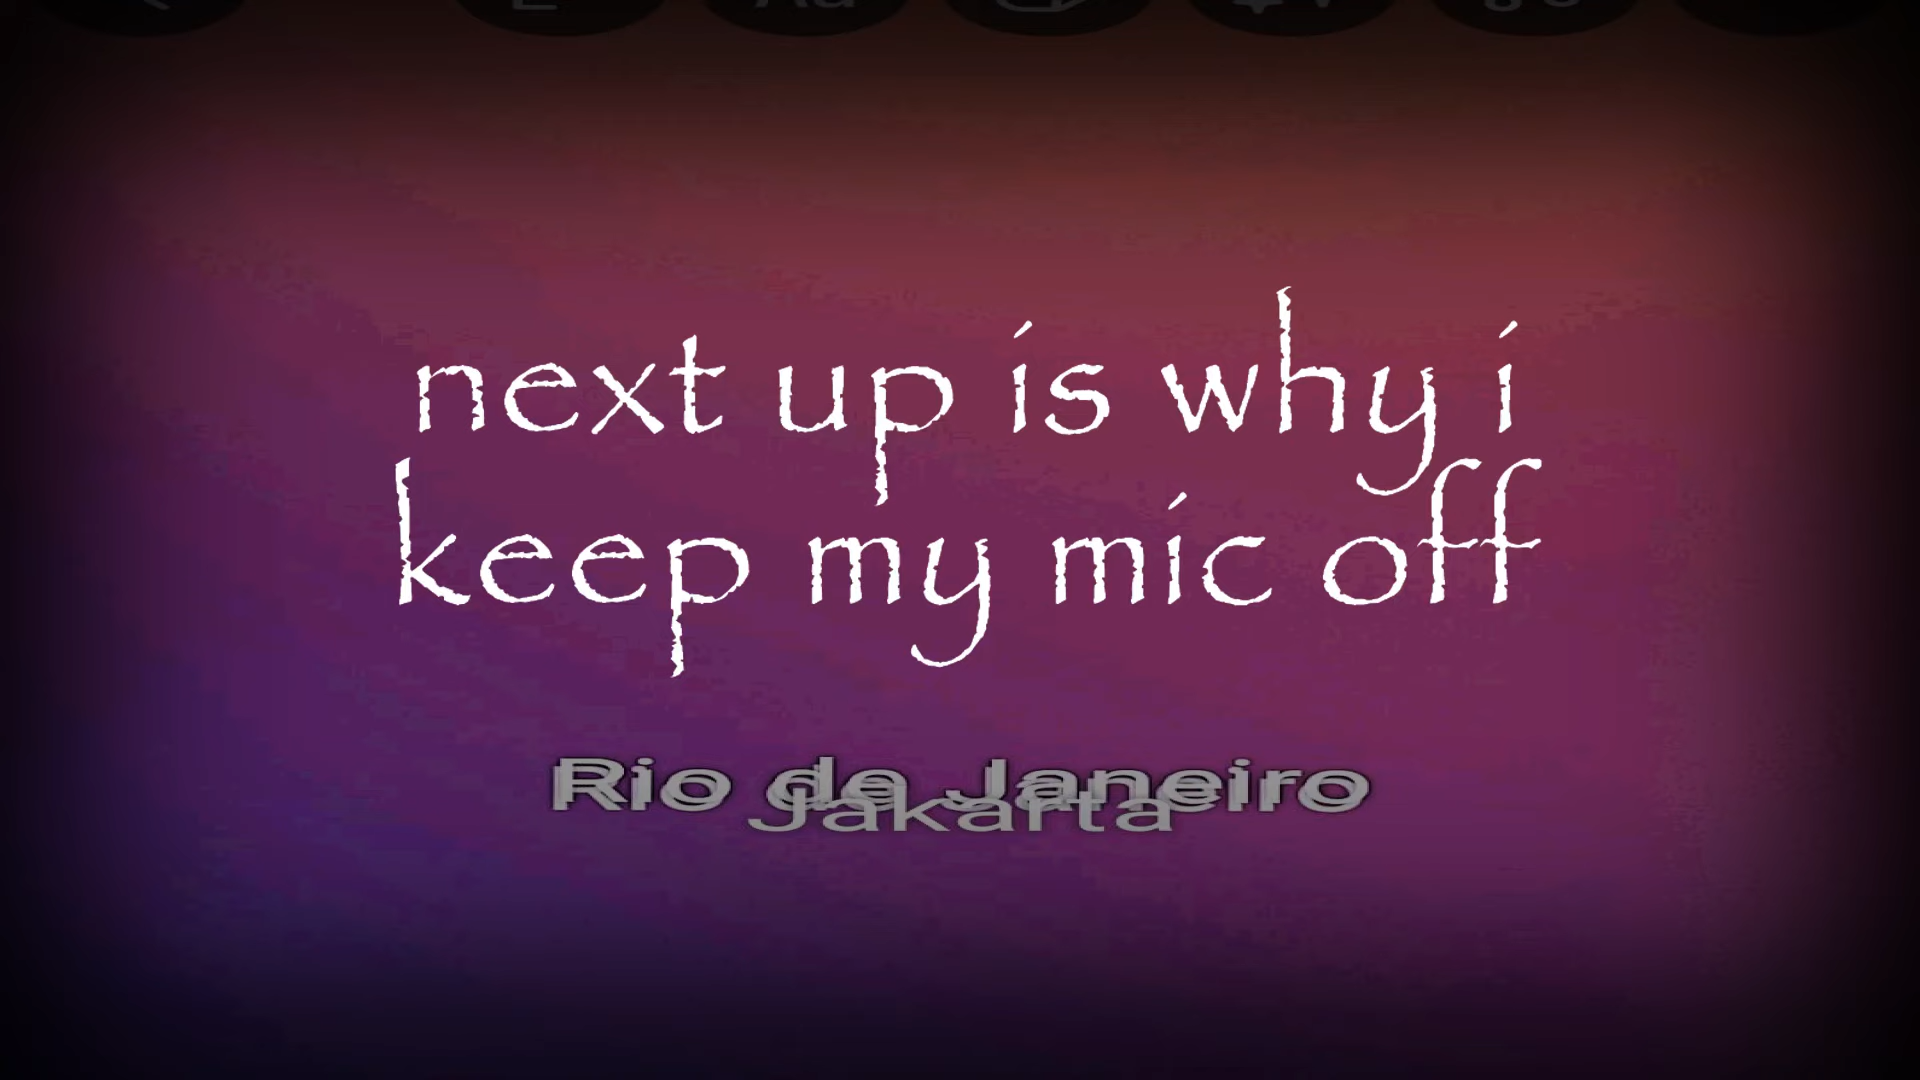 next up is why i
keep my mic off
Rio de Janeiro
Jakarta